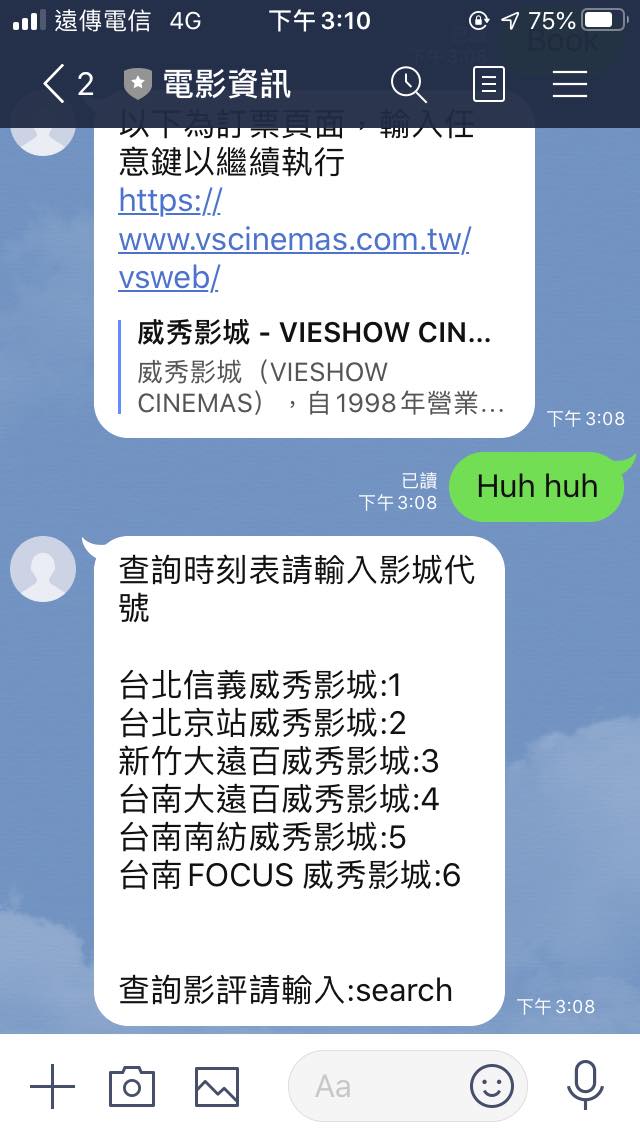 遠傳電信 4G 下午3:10 75%
Book
2 電影資訊
以下為訂票頁面，輸入任
意鍵以繼續執行
https://
www.vscinemas.com.tw/
vsweb/
威秀影城 - VIESHOW CIN...
威秀影城（VIESHOW
CINEMAS），自1998年營業...
下午3:08
已讀
下午3:08
Huh huh
查詢時刻表請輸入影城代
號
台北信義威秀影城:1
台北京站威秀影城:2
新竹大遠百威秀影城:3
台南大遠百威秀影城:4
台南南紡威秀影城:5
台南FOCUS 威秀影城:6
查詢影評請輸入:search
下午3:08
Aa